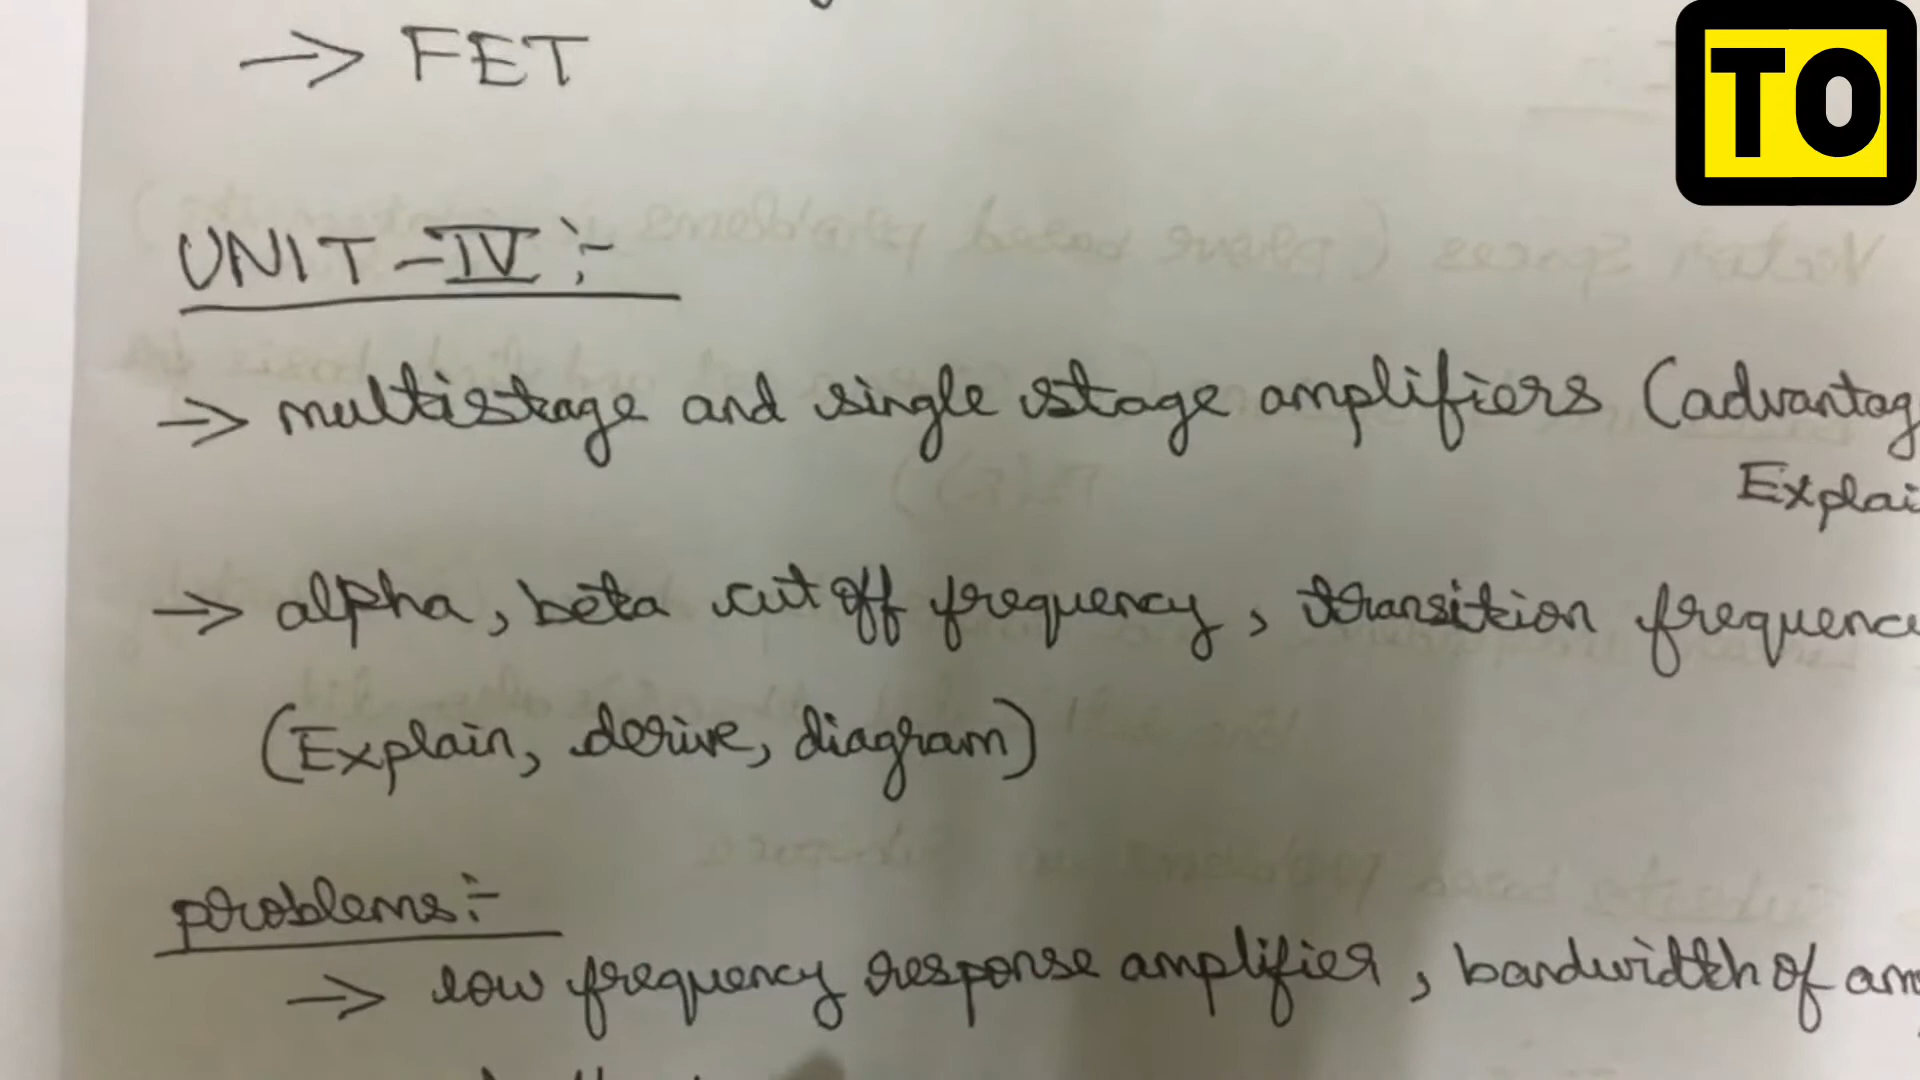 → FET
TO
UNIT-IV :-
→ multistage and single stage amplifiers (advantag
Explai
→ alpha, beta cut off frequency, transition frequenc
(Explain, derive, diagram)
problems :-
→ low frequency response amplifier, bandwidth of am